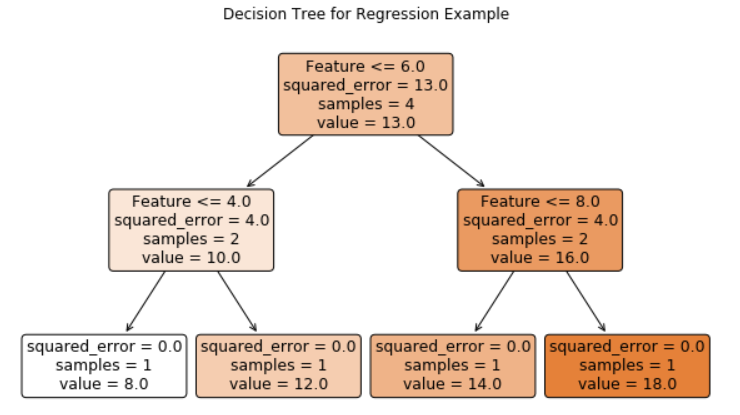 Decision Tree for Regression Example
Feature <= 6.0
squared_error = 13.0
samples = 4
value = 13.0
Feature <= 4.0
squared_error = 4.0
samples = 2
value = 10.0
Feature <= 8.0
squared_error = 4.0
samples = 2
value = 16.0
squared_error = 0.0
samples = 1
value = 8.0
squared_error = 0.0
samples = 1
value = 12.0
squared_error = 0.0
samples = 1
value = 14.0
squared_error = 0.0
samples = 1
value = 18.0